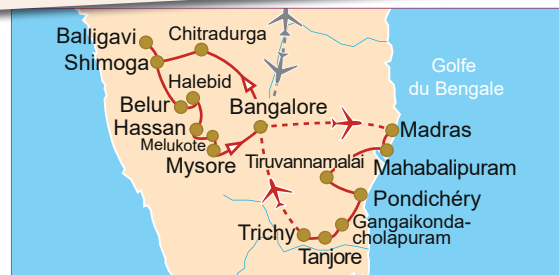 Balligavi
Chitradurga
Shimoga
Golfe
du Bengale
Halebid
Belur
Bangalore
Hassan
Madras
Melukote
Mysore
Tiruvannamalai
Mahabalipuram
Pondichéry
Trichy
Gangaikonda-
cholapuram
Tanjore